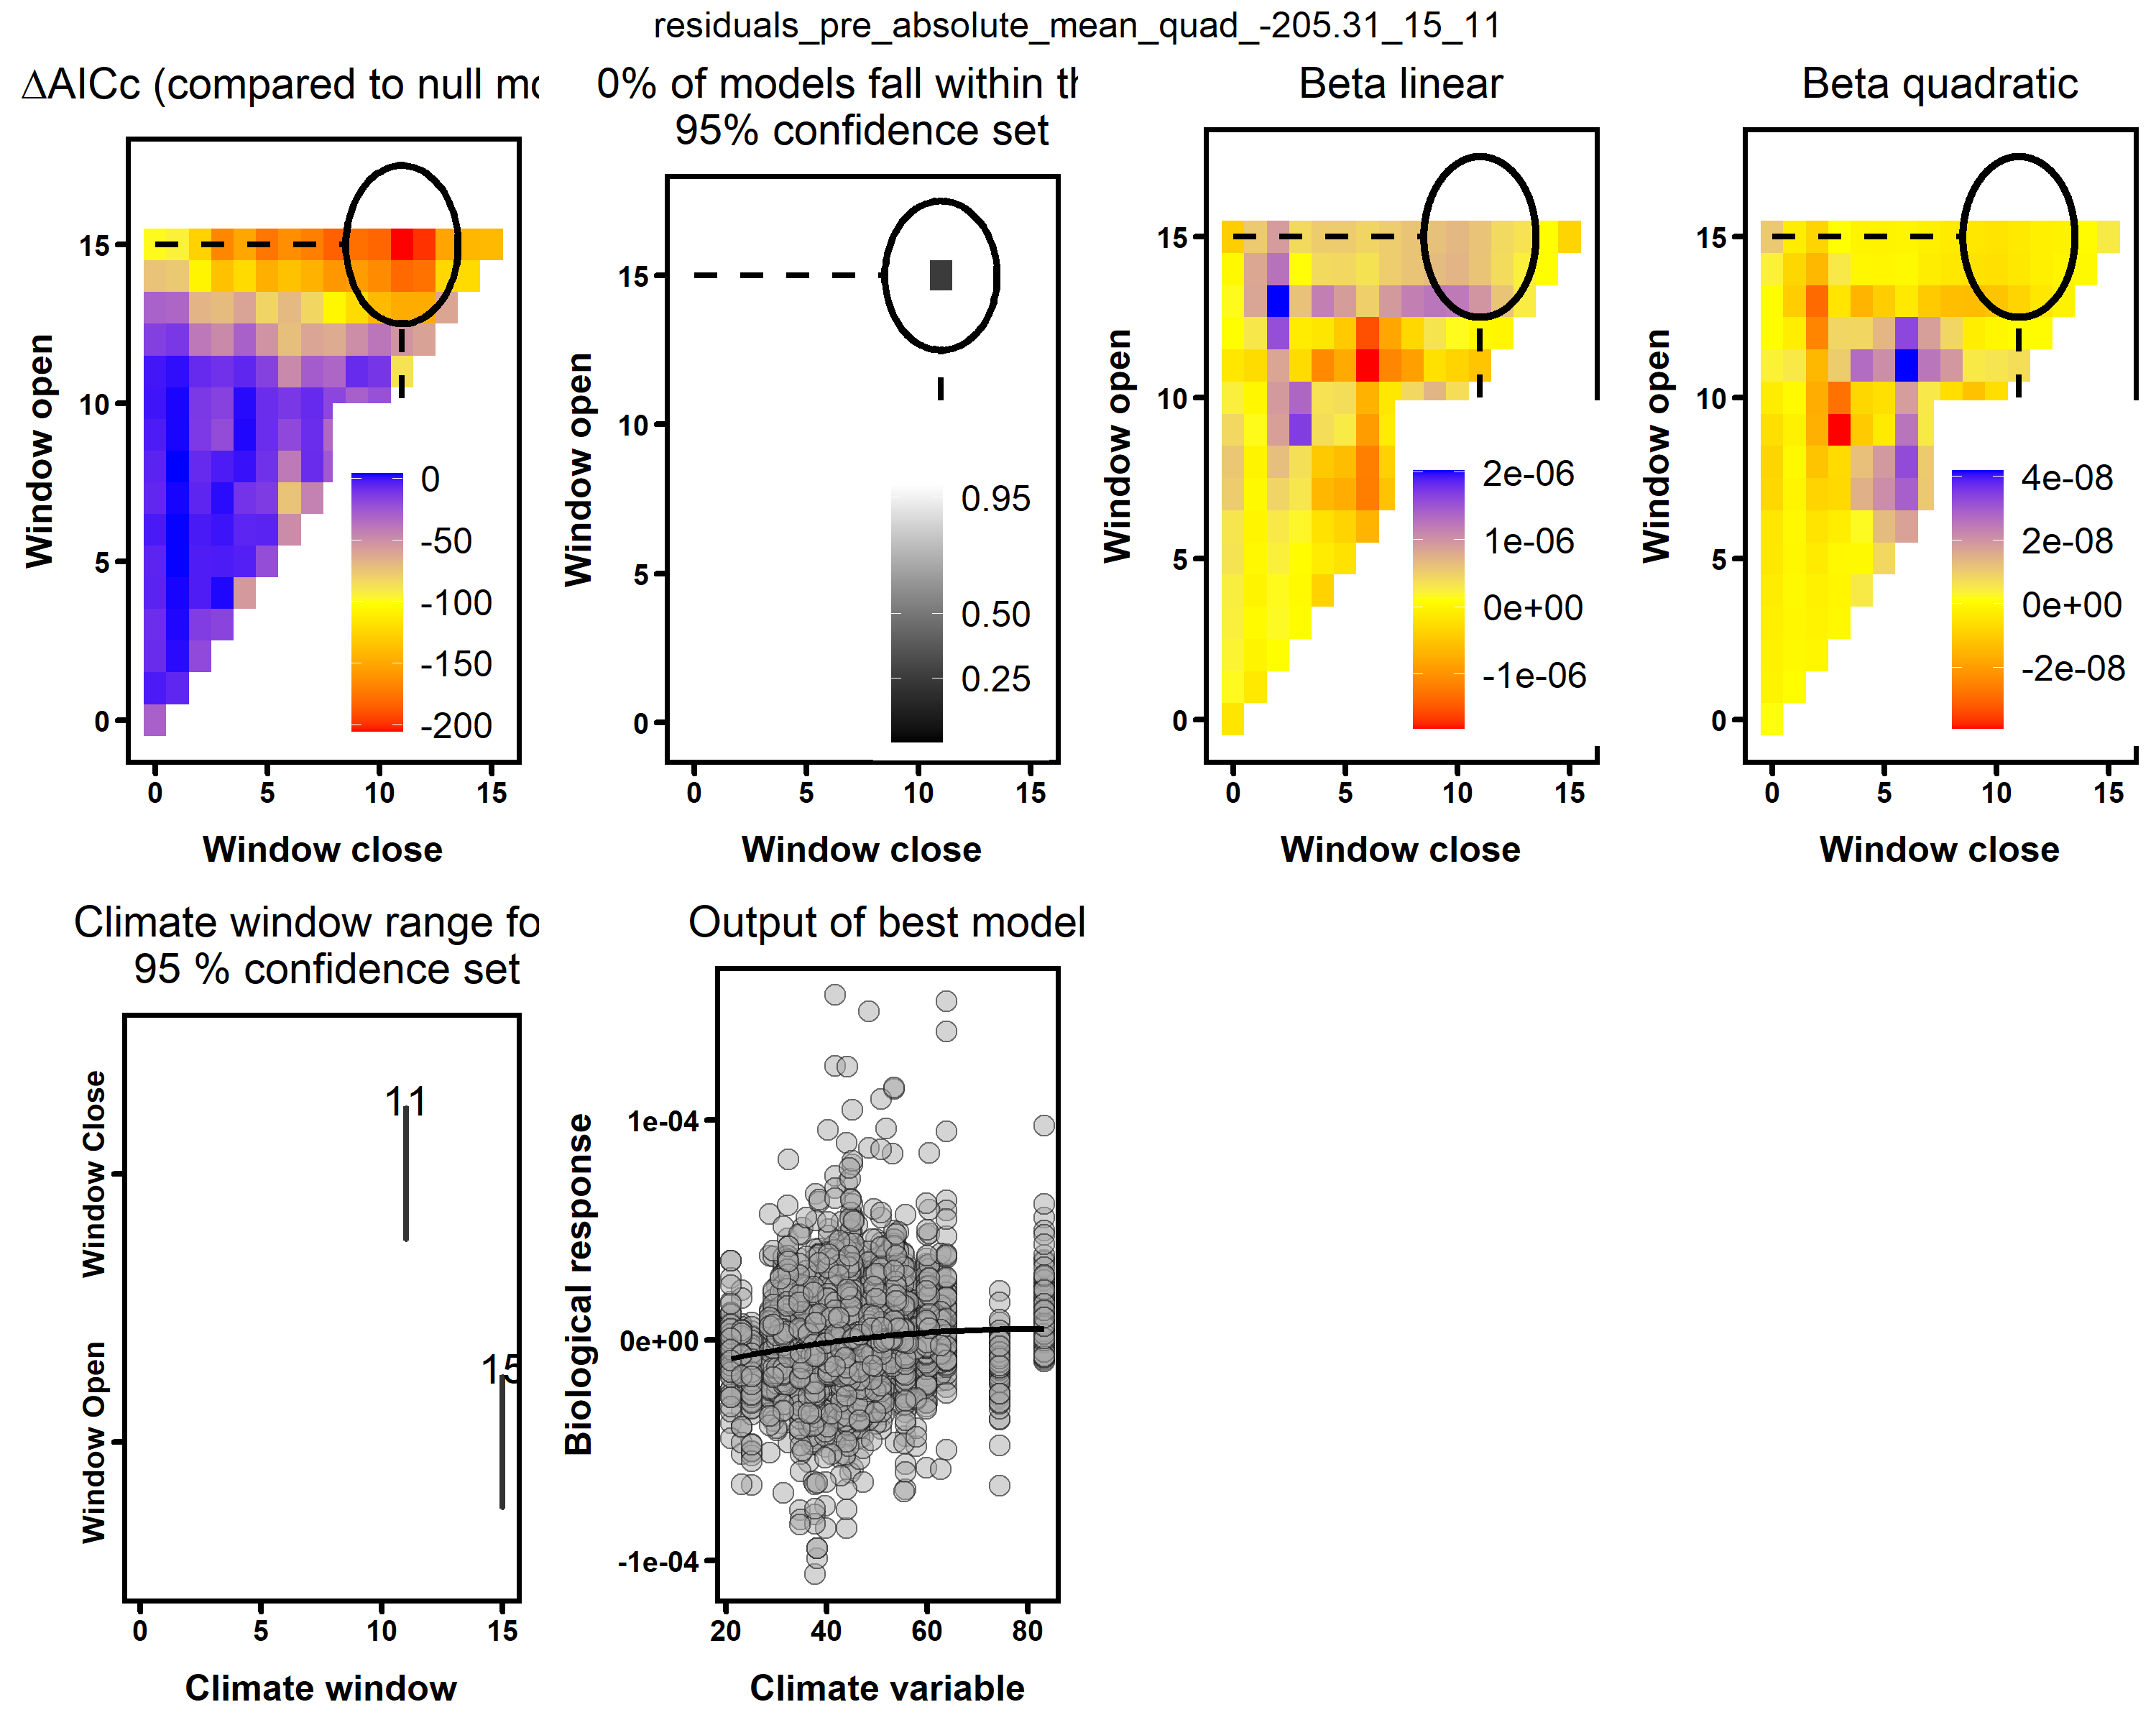 residuals_pre_absolute_mean_quad_-205.31_15_11
ΔAICc (compared to null mo
Window open
15
10
5
0
0
-50
-100
-150
-200
0 5 10 15
Window close
0% of models fall within th
95% confidence set
Window open
15
10
5
0
0.95
0.50
0.25
0 5 10 15
Window close
Beta linear
Window open
15
10
5
0
2e-06
1e-06
0e+00
-1e-06
0 5 10 15
Window close
Beta quadratic
Window open
15
10
5
0
4e-08
2e-08
0e+00
-2e-08
0 5 10 15
Window close
Climate window range fo
95 % confidence set
Window Close
Window Open
11
15
0 5 10 15
Climate window
Output of best model
Biological response
1e-04
0e+00
-1e-04
20 40 60 80
Climate variable